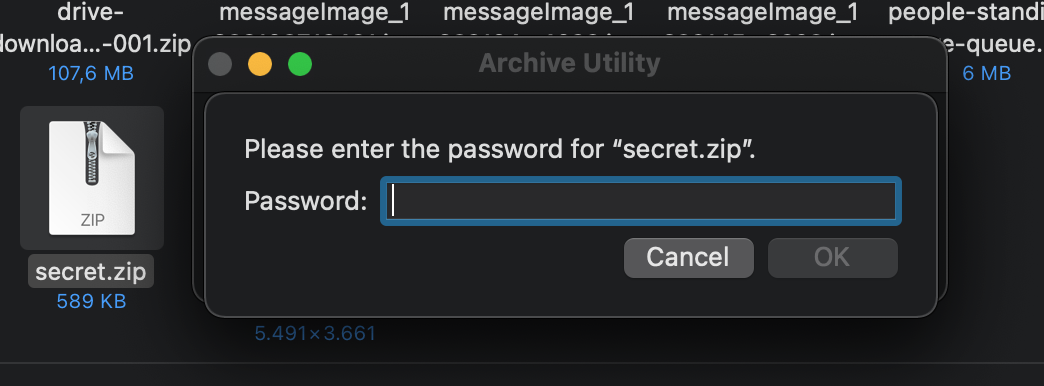 drive-
downloa...-001.zip
107,6 MB
messageImage_1
messageImage_1
messageImage_1
people-standi
e-queue.
6 MB
ZIP
secret.zip
589 KB
Archive Utility
Please enter the password for “secret.zip”.
Password:
Cancel
OK
5.491×3.661